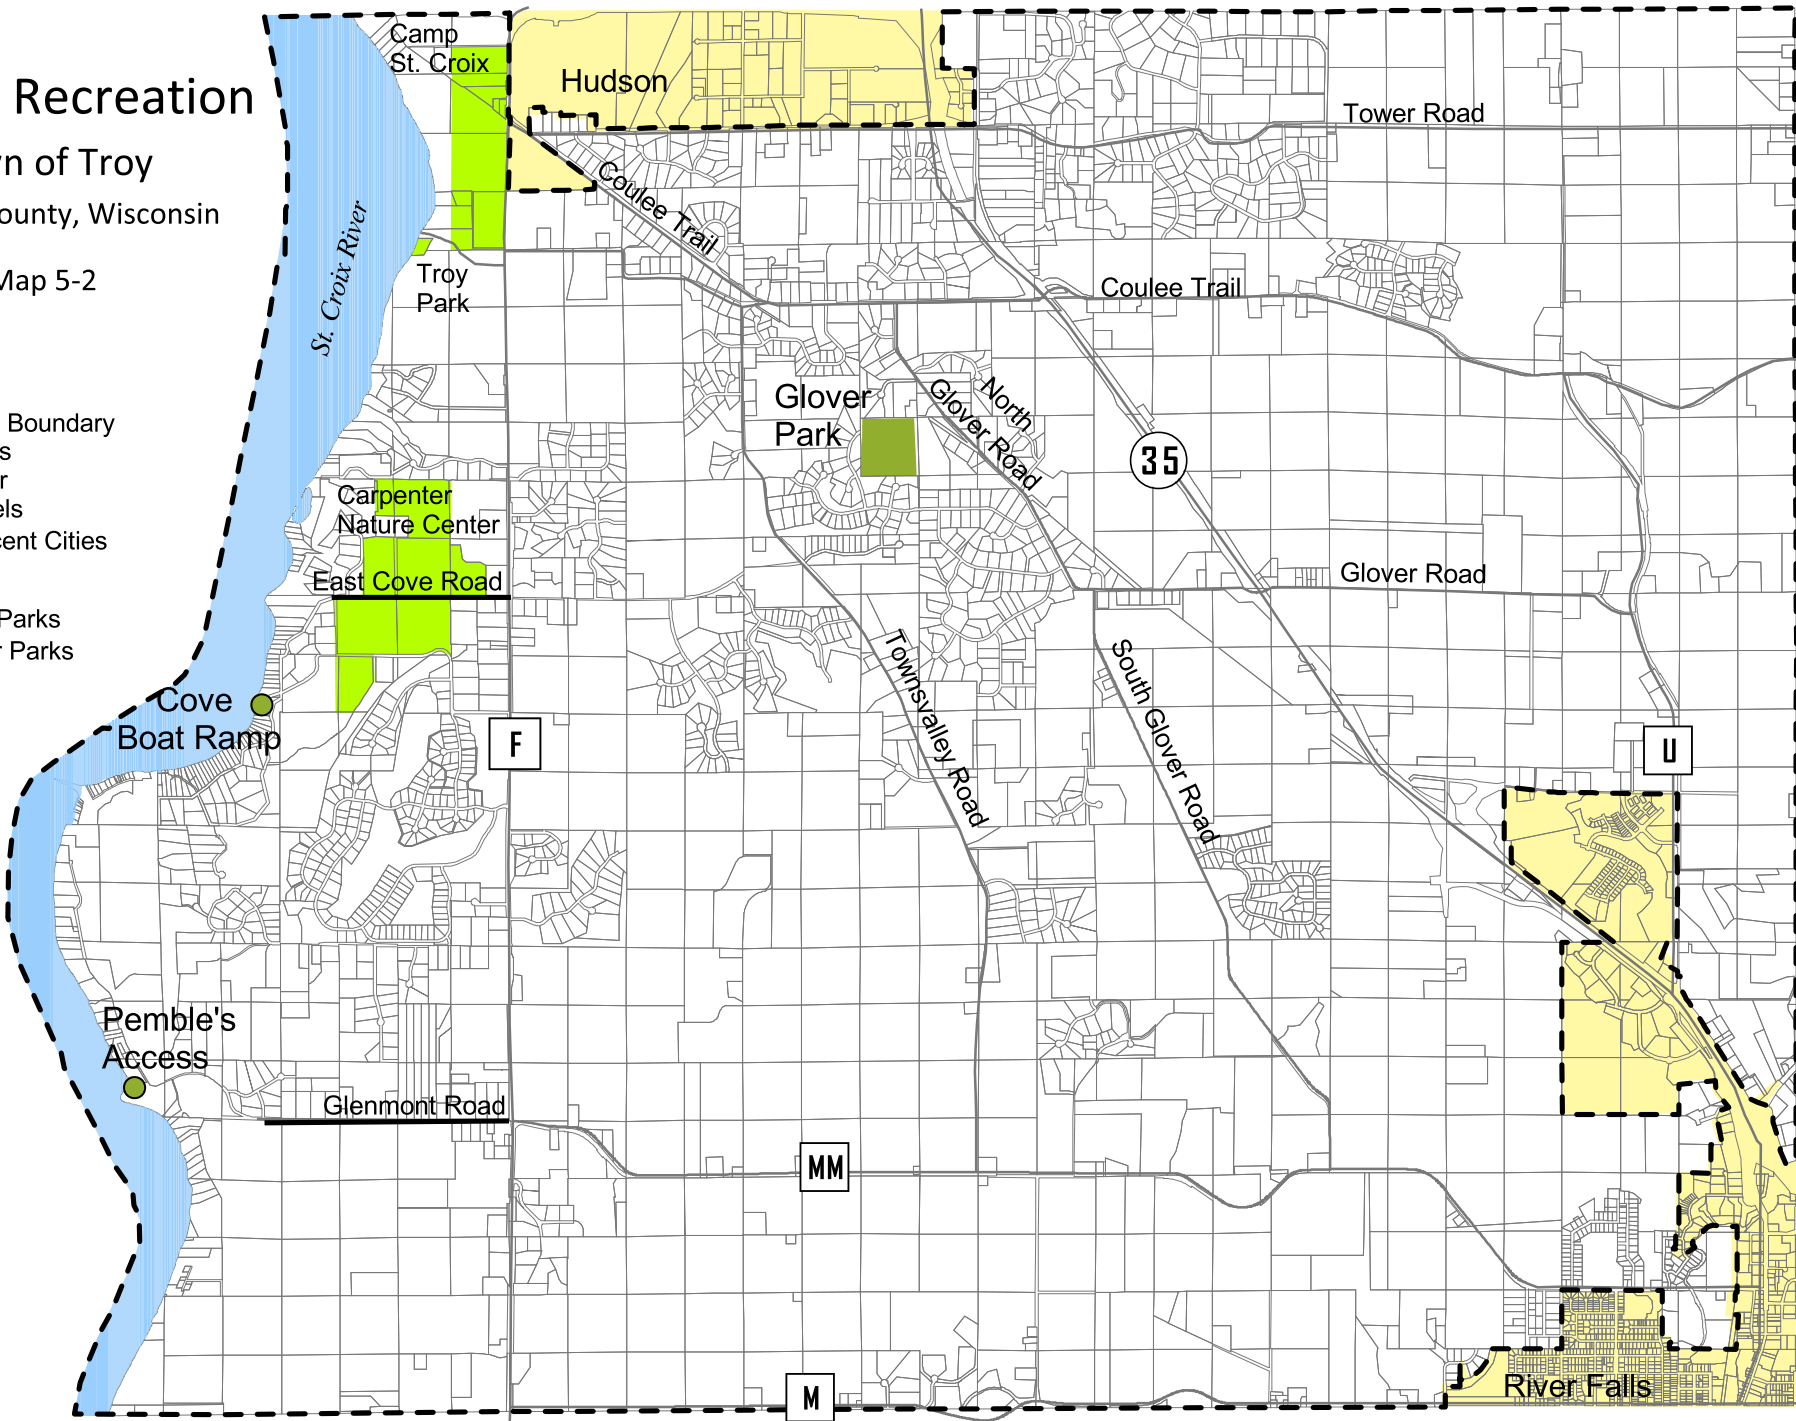 Recreation
n of Troy
ounty, Wisconsin
Map 5-2
Boundary
s
r
els
cent Cities
Parks
r Parks
Camp
St. Croix
Hudson
Tower Road
Coulee Trail
St. Croix River
Troy
Park
Coulee Trail
Glover
Park
North
Glover Road
35
Carpenter
Nature Center
East Cove Road
Glover Road
Cove
Boat Ramp
F
Townsvalley Road
South Glover Road
U
Pemble's
Access
Glenmont Road
MM
M
River Falls